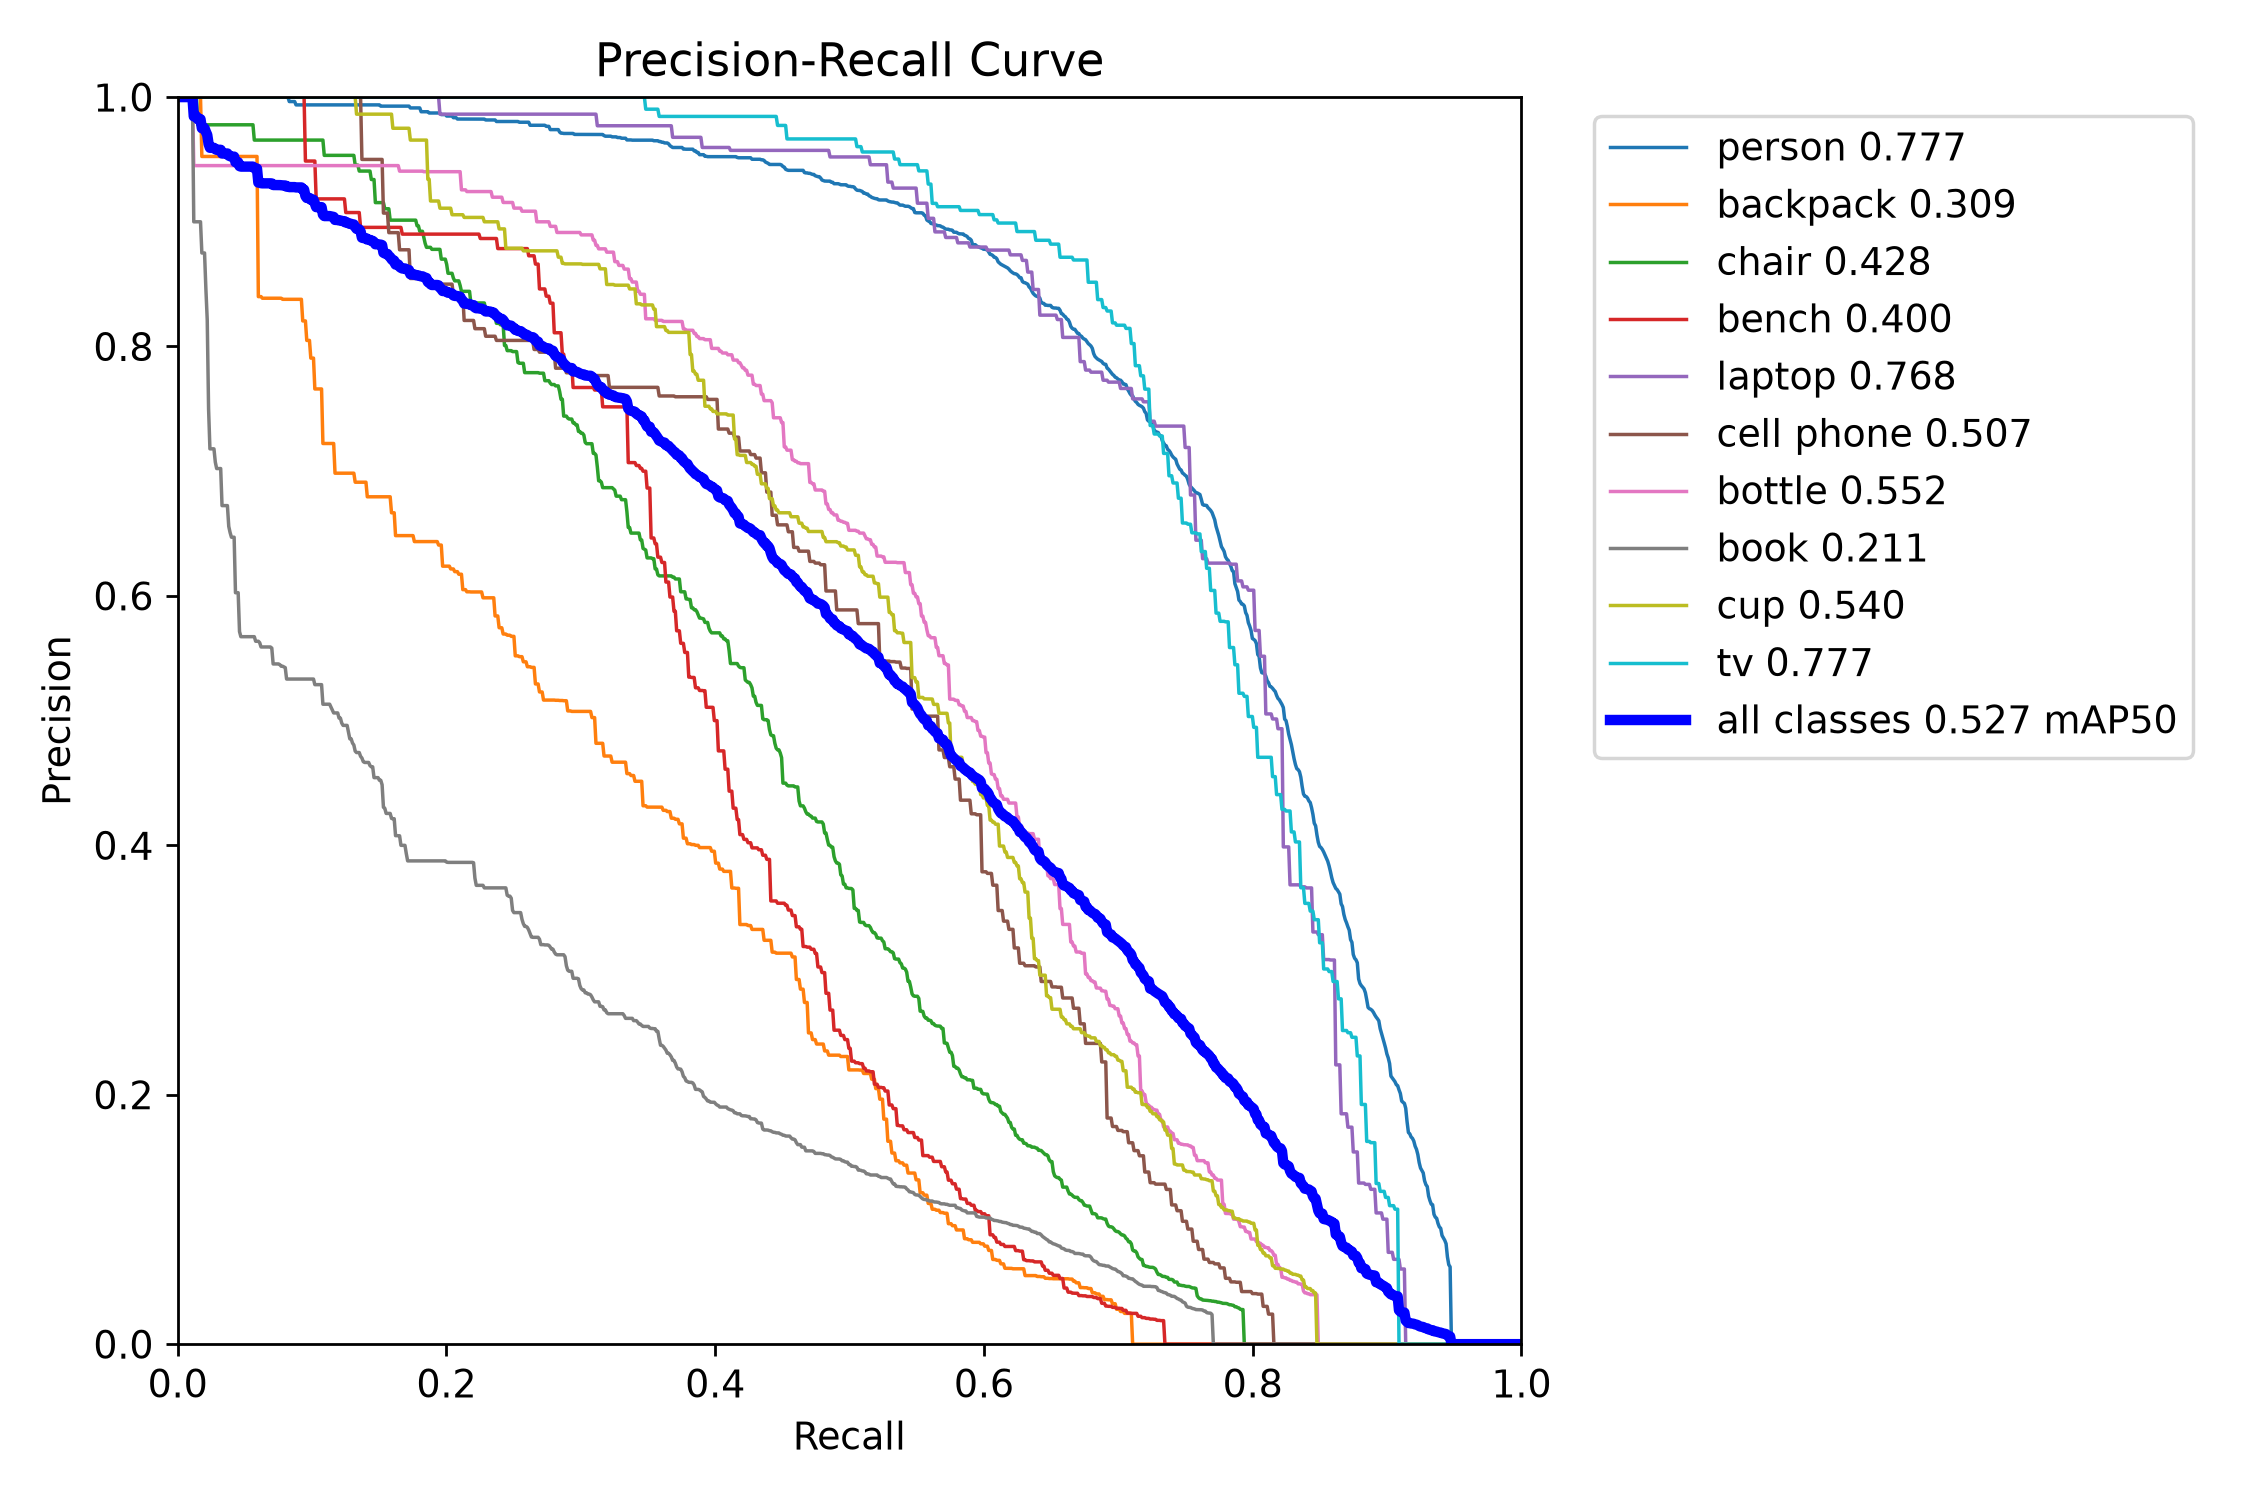 Precision-Recall Curve
1.0
0.8
0.6
0.4
0.2
0.0
Precision
0.0 0.2 0.4 0.6 0.8 1.0
Recall
person 0.777
backpack 0.309
chair 0.428
bench 0.400
laptop 0.768
cell phone 0.507
bottle 0.552
book 0.211
cup 0.540
tv 0.777
all classes 0.527 mAP50